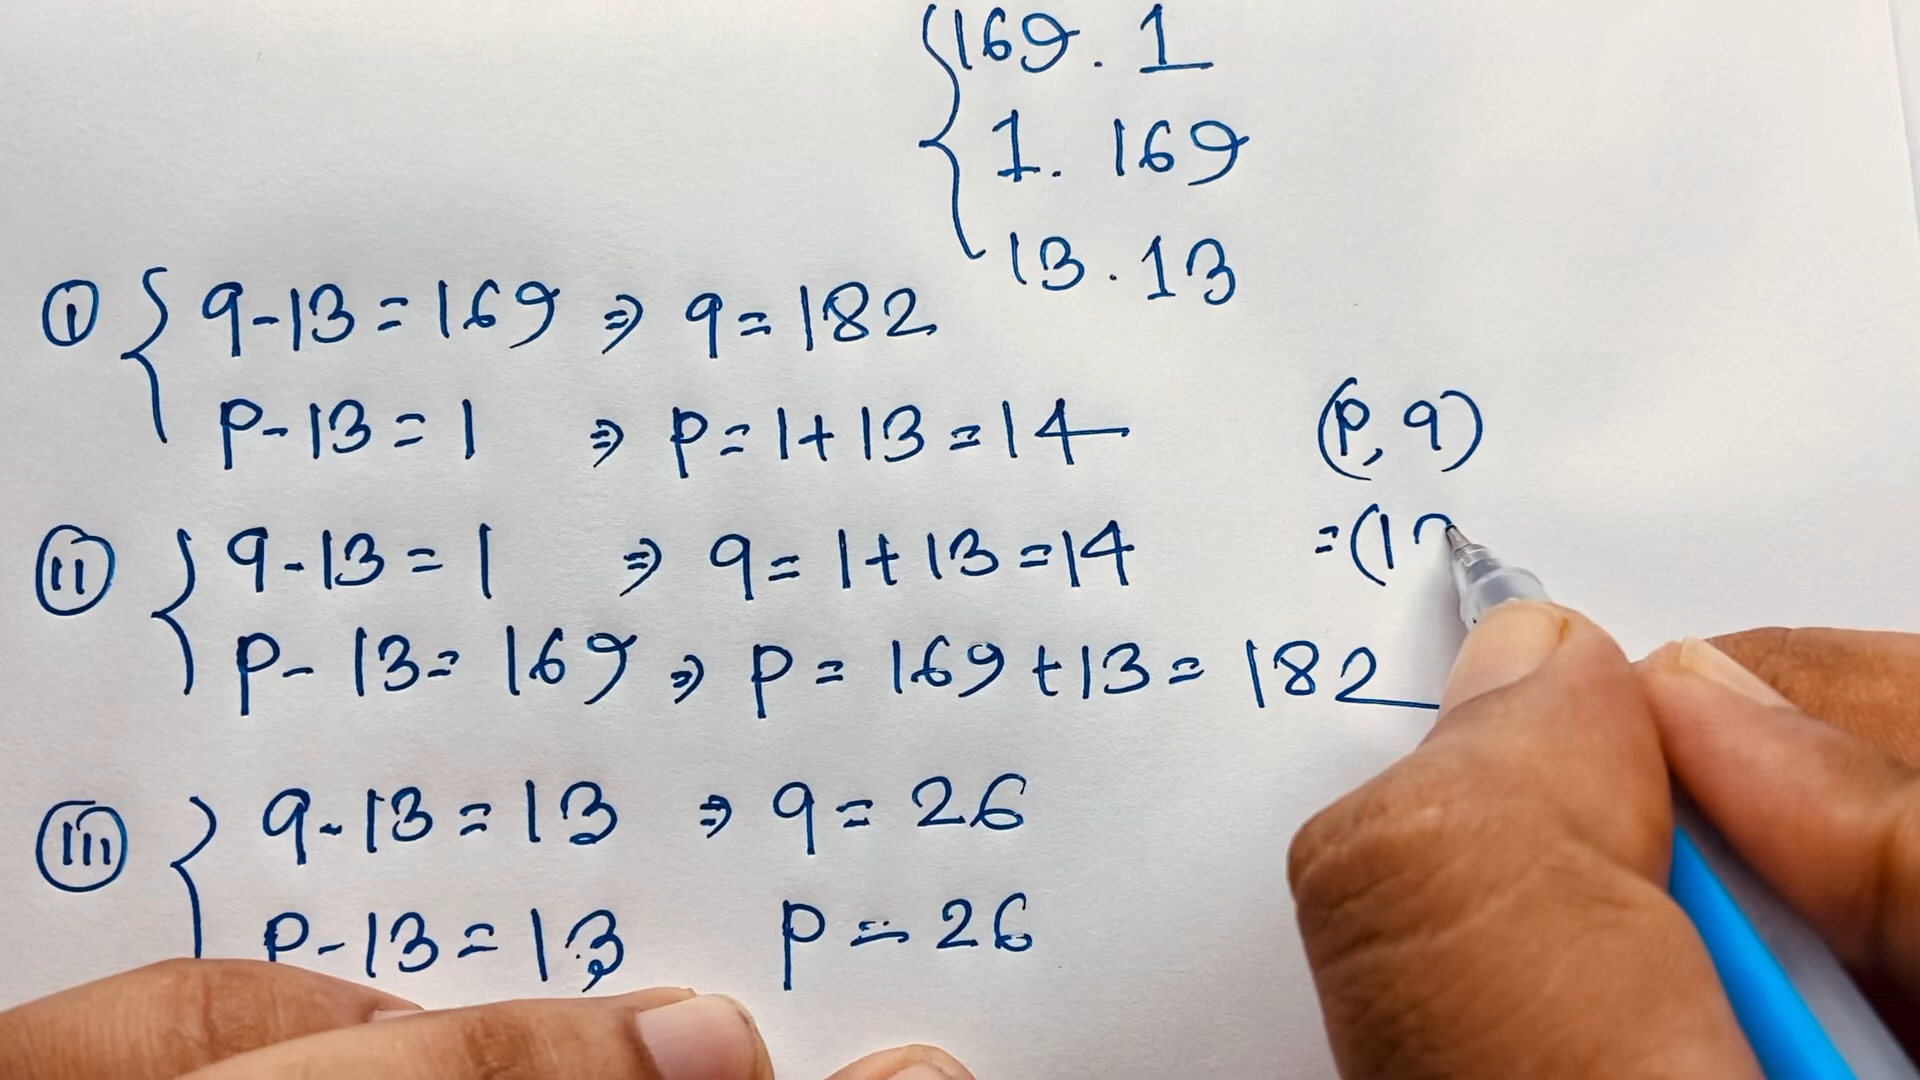 169 . 1
1 . 169
13 . 13
(i) { q - 13 = 169 ⇒ q = 182
p - 13 = 1 ⇒ p = 1 + 13 = 14
(p, q)
(ii) { q - 13 = 1 ⇒ q = 1 + 13 = 14
= (1
p - 13 = 169 ⇒ p = 169 + 13 = 182
(iii) { q - 13 = 13 ⇒ q = 26
p - 13 = 13 p = 26